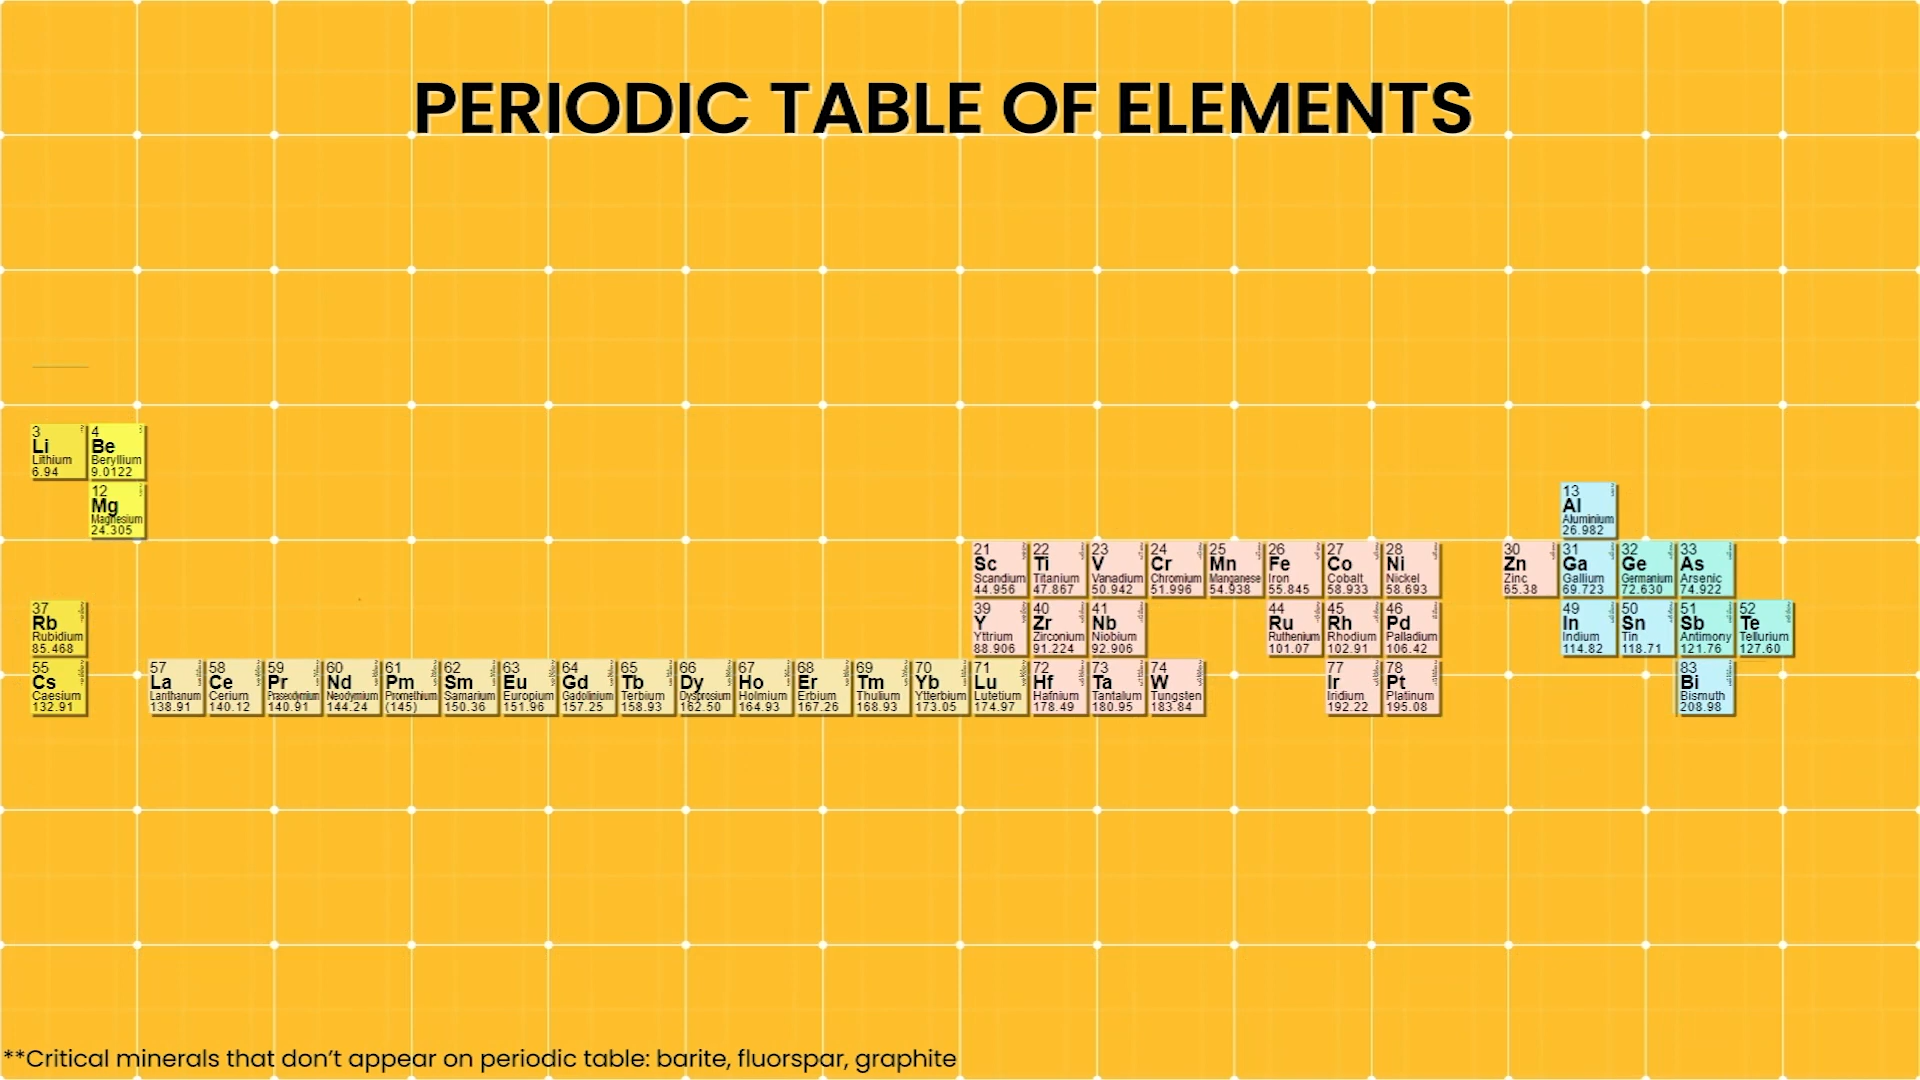 PERIODIC TABLE OF ELEMENTS
3
Li
Lithium
6.94
4
Be
Beryllium
9.0122
12
Mg
Magnesium
24.305
13
Al
Aluminium
26.982
21
Sc
Scandium
44.956
22
Ti
Titanium
47.867
23
V
Vanadium
50.942
24
Cr
Chromium
51.996
25
Mn
Manganese
54.938
26
Fe
Iron
55.845
27
Co
Cobalt
58.933
28
Ni
Nickel
58.693
30
Zn
Zinc
65.38
31
Ga
Gallium
69.723
32
Ge
Germanium
72.630
33
As
Arsenic
74.922
37
Rb
Rubidium
85.468
39
Y
Yttrium
88.906
40
Zr
Zirconium
91.224
41
Nb
Niobium
92.906
44
Ru
Ruthenium
101.07
45
Rh
Rhodium
102.91
46
Pd
Palladium
106.42
49
In
Indium
114.82
50
Sn
Tin
118.71
51
Sb
Antimony
121.76
52
Te
Tellurium
127.60
55
Cs
Caesium
132.91
57
La
Lanthanum
138.91
58
Ce
Cerium
140.12
59
Pr
Praseodymium
140.91
60
Nd
Neodymium
144.24
61
Pm
Promethium
(145)
62
Sm
Samarium
150.36
63
Eu
Europium
151.96
64
Gd
Gadolinium
157.25
65
Tb
Terbium
158.93
66
Dy
Dysprosium
162.50
67
Ho
Holmium
164.93
68
Er
Erbium
167.26
69
Tm
Thulium
168.93
70
Yb
Ytterbium
173.05
71
Lu
Lutetium
174.97
72
Hf
Hafnium
178.49
73
Ta
Tantalum
180.95
74
W
Tungsten
183.84
77
Ir
Iridium
192.22
78
Pt
Platinum
195.08
83
Bi
Bismuth
208.98
**Critical minerals that don’t appear on periodic table: barite, fluorspar, graphite